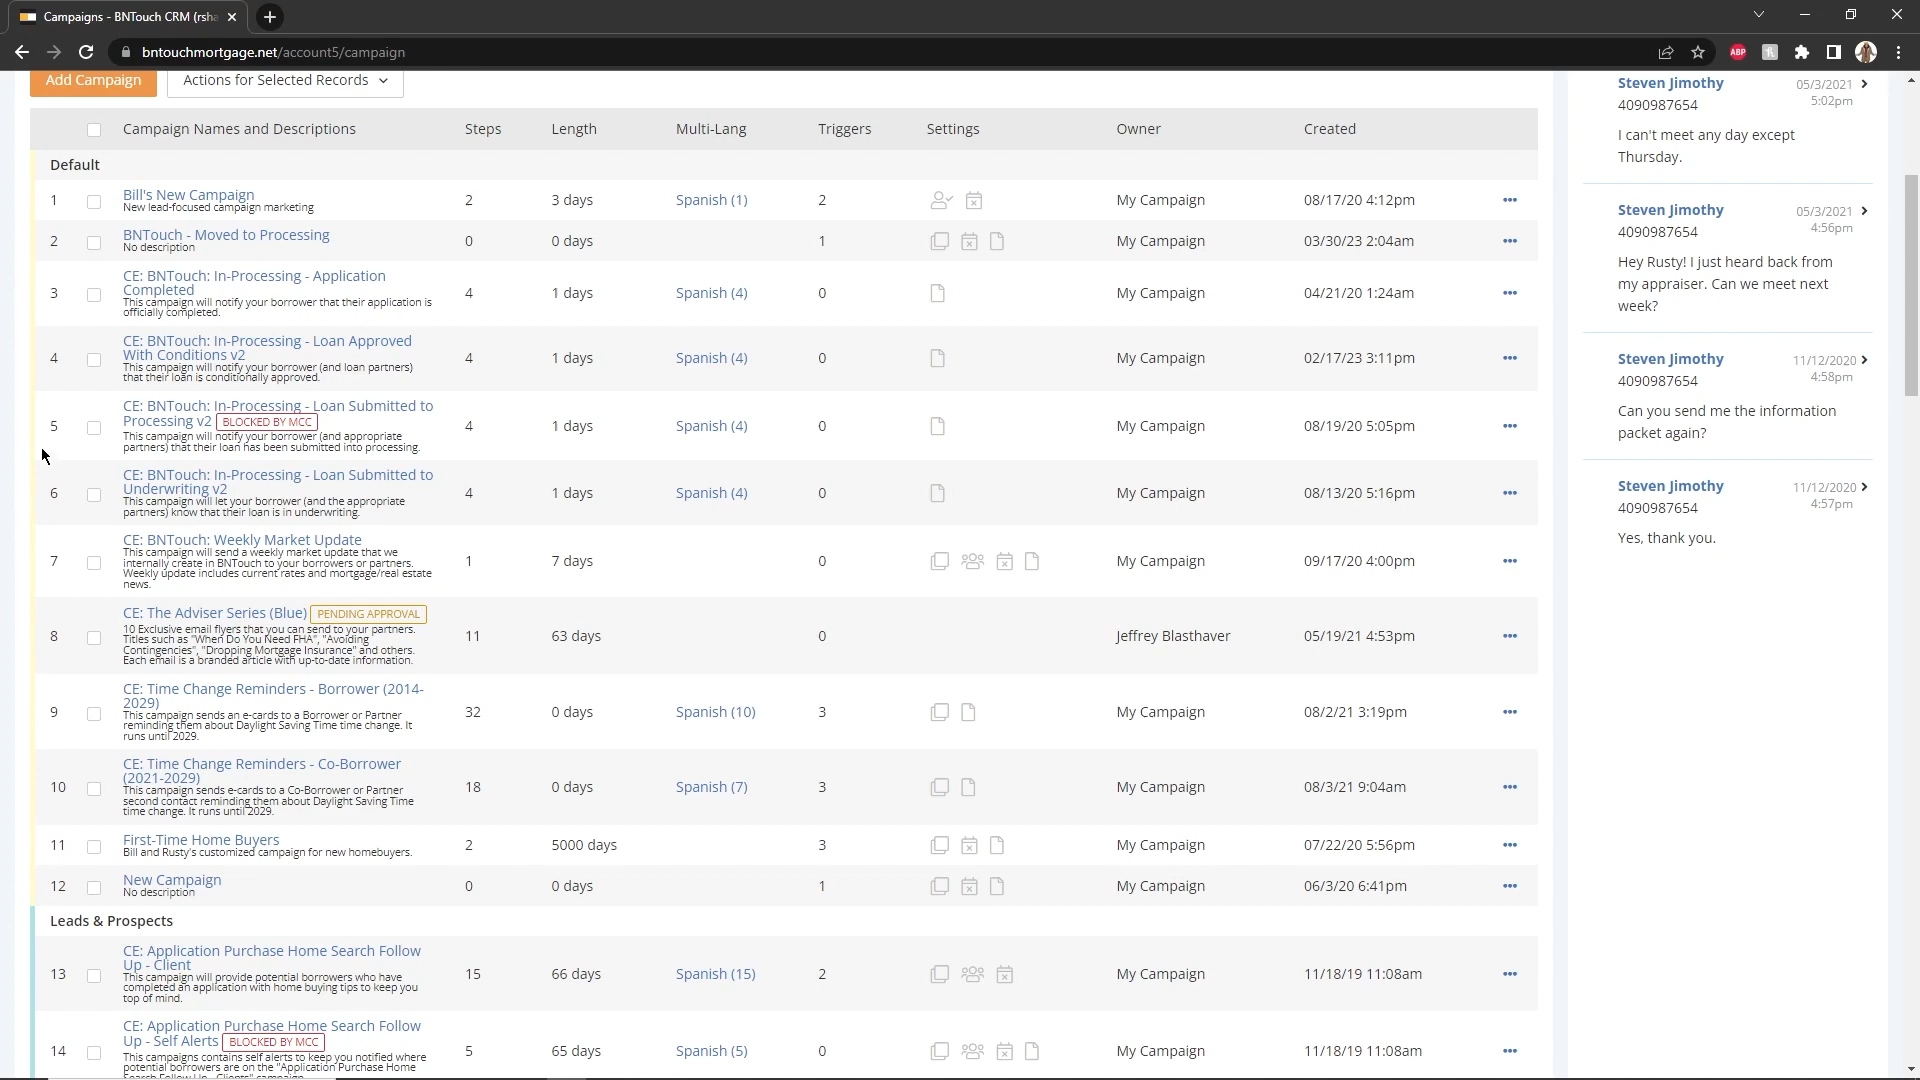 Campaigns - BNTouch CRM (rsha
bntouchmortgage.net/account5/campaign
ABP
Add Campaign
Actions for Selected Records
Campaign Names and Descriptions Steps Length Multi-Lang Triggers Settings Owner Created
Default
1 Bill's New Campaign 2 3 days Spanish (1) 2 My Campaign 08/17/20 4:12pm
New lead-focused campaign marketing
2 BNTouch - Moved to Processing 0 0 days 1 My Campaign 03/30/23 2:04am
No description
3 CE: BNTouch: In-Processing - Application
Completed 4 1 days Spanish (4) 0 My Campaign 04/21/20 1:24am
This campaign will notify your borrower that their application is
officially completed.
4 CE: BNTouch: In-Processing - Loan Approved
With Conditions v2 4 1 days Spanish (4) 0 My Campaign 02/17/23 3:11pm
This campaign will notify your borrower (and loan partners)
that their loan is conditionally approved.
5 CE: BNTouch: In-Processing - Loan Submitted to
Processing v2 BLOCKED BY MCC 4 1 days Spanish (4) 0 My Campaign 08/19/20 5:05pm
This campaign will notify your borrower (and appropriate
partners) that their loan has been submitted into processing.
6 CE: BNTouch: In-Processing - Loan Submitted to
Underwriting v2 4 1 days Spanish (4) 0 My Campaign 08/13/20 5:16pm
This campaign will let your borrower (and the appropriate
partners) know that their loan is in underwriting.
7 CE: BNTouch: Weekly Market Update 1 7 days 0 My Campaign 09/17/20 4:00pm
This campaign will send a weekly market update that we
internally create in BNTouch to your borrowers or partners.
Weekly update includes current rates and mortgage/real estate
news.
8 CE: The Adviser Series (Blue) PENDING APPROVAL 11 63 days 0 Jeffrey Blasthaver 05/19/21 4:53pm
10 Exclusive email flyers that you can send to your partners.
Titles such as "When Do You Need FHA", "Avoiding
Contingencies", "Dropping Mortgage Insurance" and others.
Each email is a branded article with up-to-date information.
9 CE: Time Change Reminders - Borrower (2014-
2029) 32 0 days Spanish (10) 3 My Campaign 08/2/21 3:19pm
This campaign sends an e-cards to a Borrower or Partner
reminding them about Daylight Saving Time time change. It
runs until 2029.
10 CE: Time Change Reminders - Co-Borrower
(2021-2029) 18 0 days Spanish (7) 3 My Campaign 08/3/21 9:04am
This campaign sends e-cards to a Co-Borrower or Partner
second contact reminding them about Daylight Saving Time
time change. It runs until 2029.
11 First-Time Home Buyers 2 5000 days 3 My Campaign 07/22/20 5:56pm
Bill and Rusty's customized campaign for new homebuyers.
12 New Campaign 0 0 days 1 My Campaign 06/3/20 6:41pm
No description
Leads & Prospects
13 CE: Application Purchase Home Search Follow
Up - Client 15 66 days Spanish (15) 2 My Campaign 11/18/19 11:08am
This campaign will provide potential borrowers who have
completed an application with home buying tips to keep you
top of mind.
14 CE: Application Purchase Home Search Follow
Up - Self Alerts BLOCKED BY MCC 5 65 days Spanish (5) 0 My Campaign 11/18/19 11:08am
This campaigns contains self alerts to keep you notified where
potential borrowers are on the "Application Purchase Home
Search Follow Up - Clients" campaign.
Steven Jimothy 05/3/2021
4090987654 5:02pm
I can't meet any day except
Thursday.
Steven Jimothy 05/3/2021
4090987654 4:56pm
Hey Rusty! I just heard back from
my appraiser. Can we meet next
week?
Steven Jimothy 11/12/2020
4090987654 4:58pm
Can you send me the information
packet again?
Steven Jimothy 11/12/2020
4090987654 4:57pm
Yes, thank you.